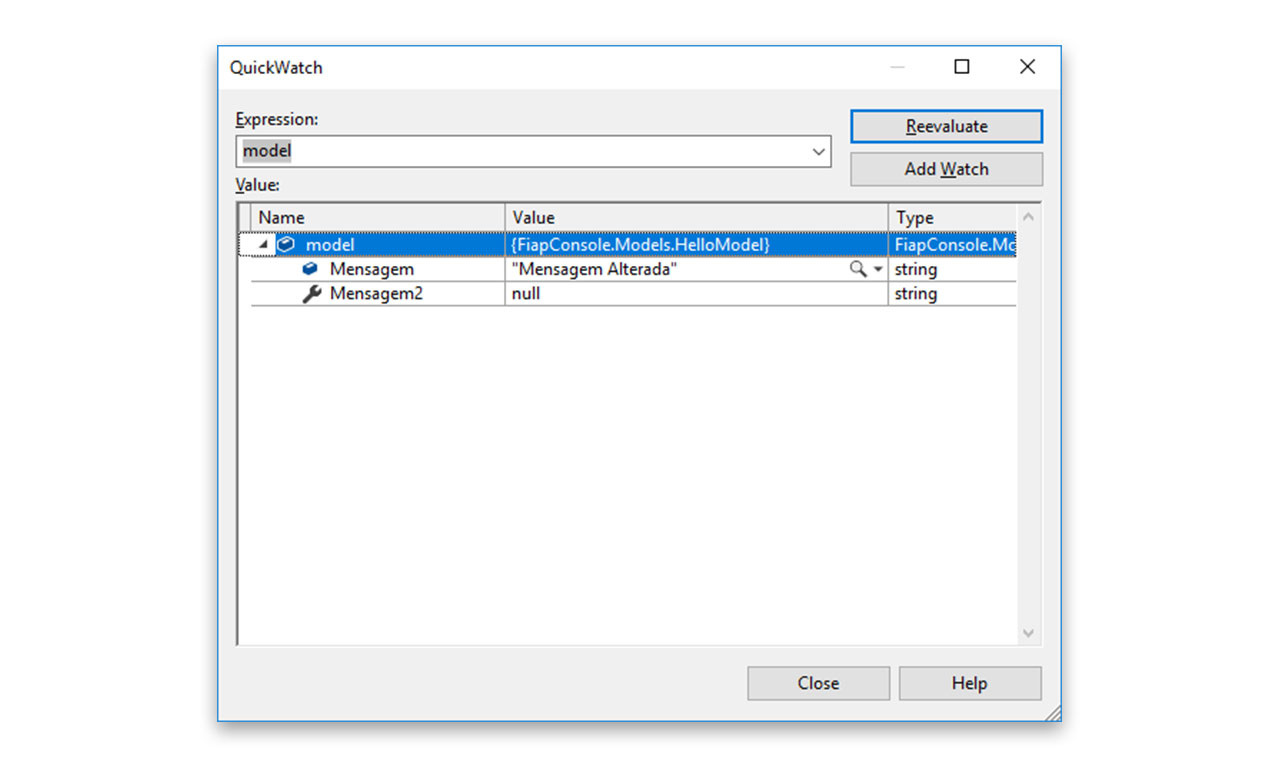 QuickWatch
Expression:
Reevaluate
model
Add Watch
Value:
Name Value Type
model {FiapConsole.Models.HelloModel} FiapConsole.Mc
Mensagem "Mensagem Alterada" string
Mensagem2 null string
Close Help